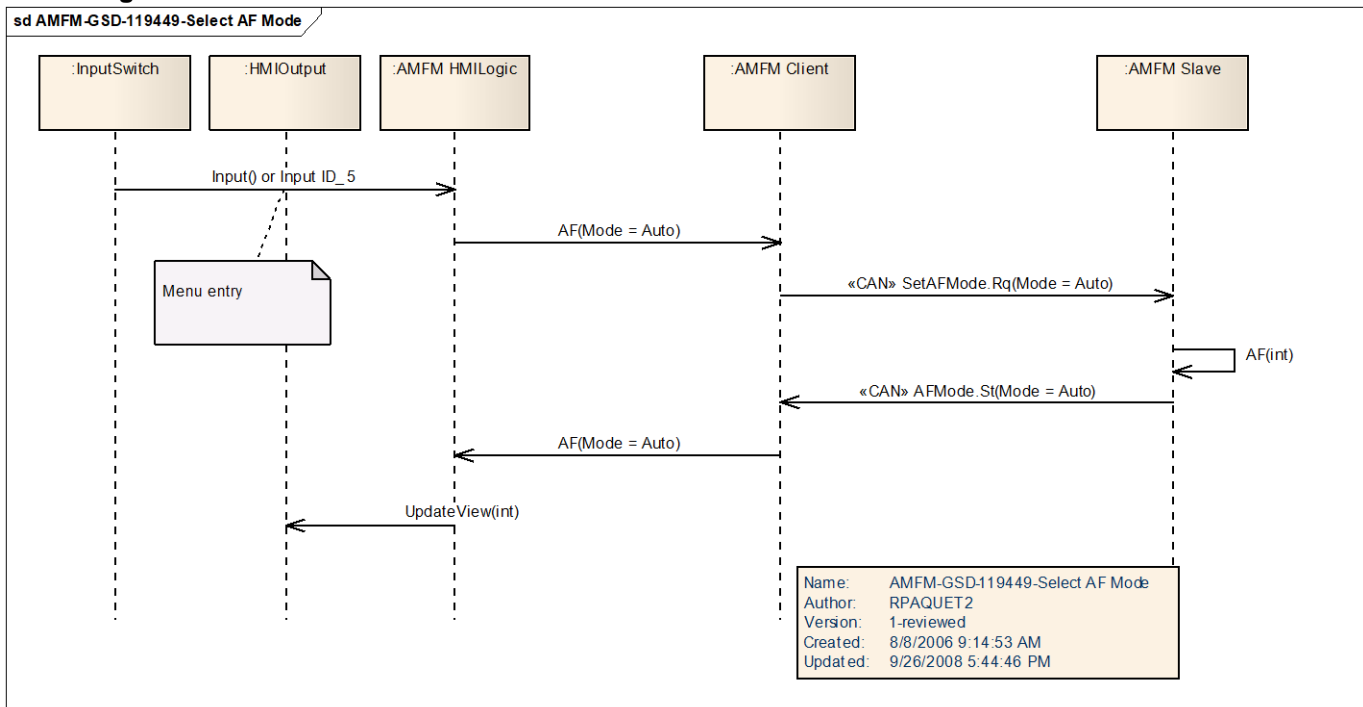 sd AMFM-GSD-119449-Select AF Mode
:InputSwitch
:HMIOutput
:AMFM HMILogic
:AMFM Client
:AMFM Slave
Input() or Input ID_5
AF(Mode = Auto)
Menu entry
«CAN» SetAFMode.Rq(Mode = Auto)
AF(int)
«CAN» AFMode.St(Mode = Auto)
AF(Mode = Auto)
UpdateView(int)
Name: AMFM-GSD-119449-Select AF Mode
Author: RPAQUET2
Version: 1-reviewed
Created: 8/8/2006 9:14:53 AM
Updated: 9/26/2008 5:44:46 PM